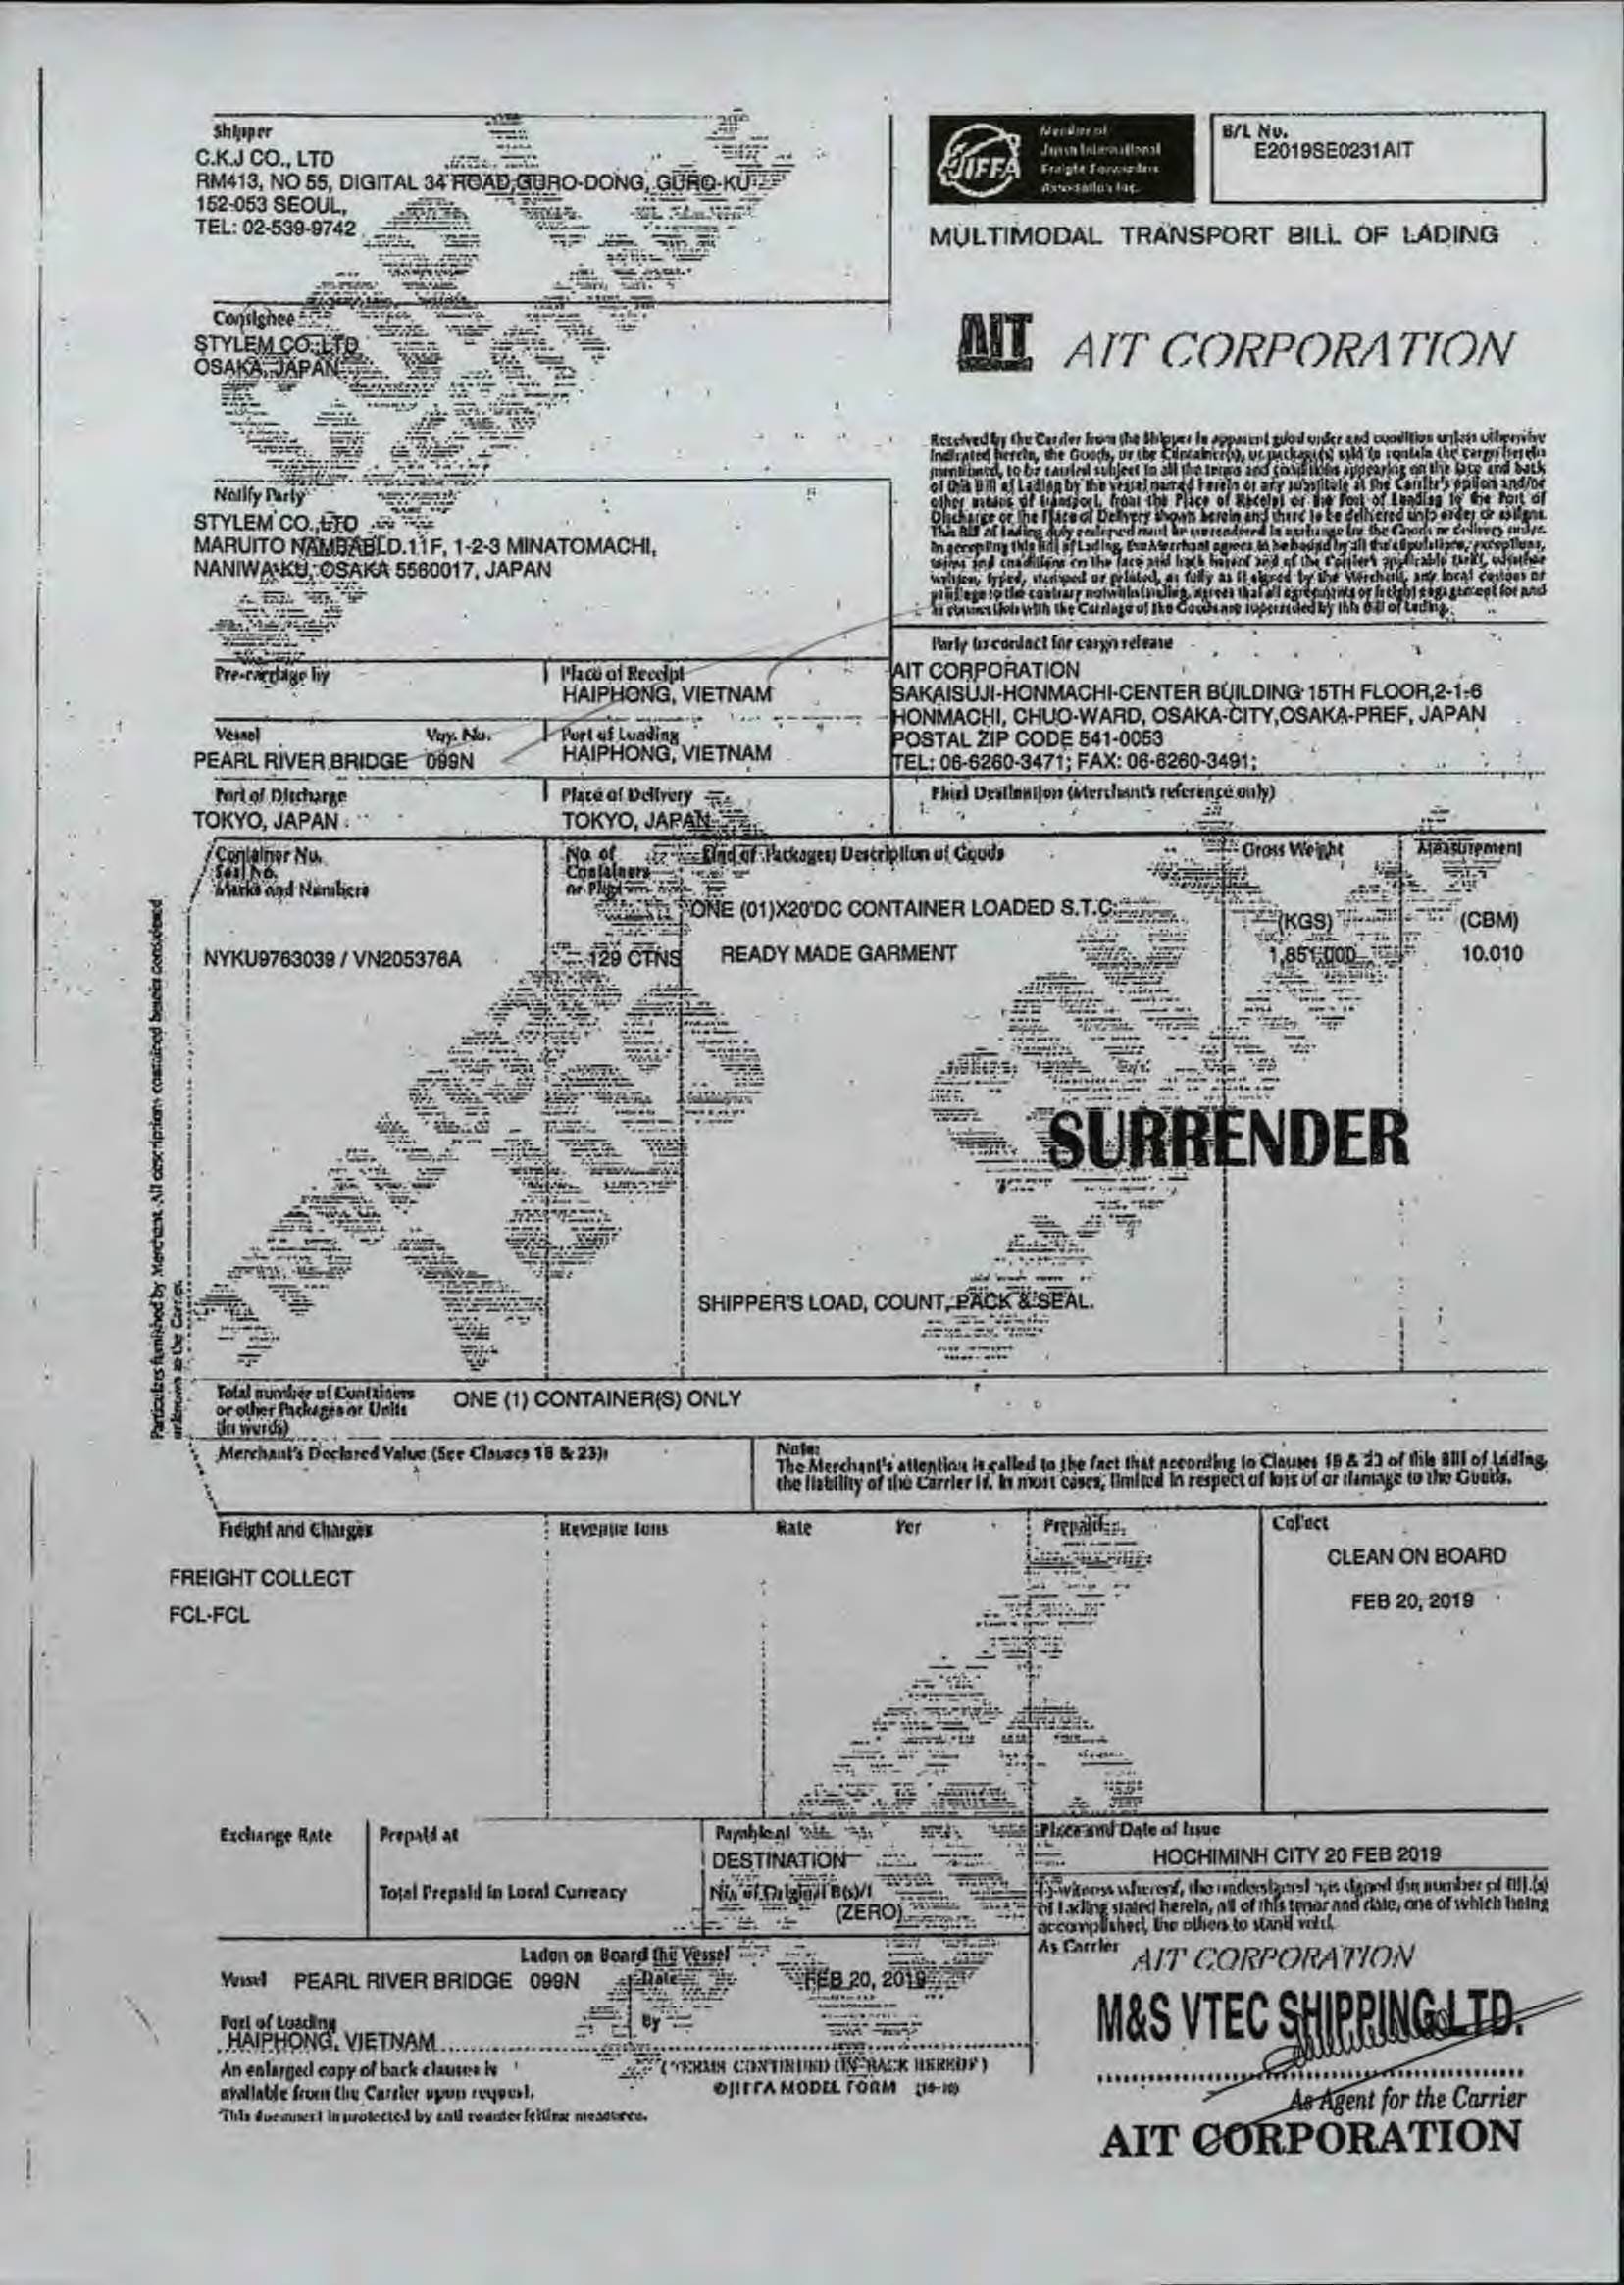 Shipper
C.K.J CO., LTD
RM413, NO 55, DIGITAL 34 ROAD,GURO-DONG, GURO-KU
152-053 SEOUL,
TEL: 02-539-9742
JIFFA
Member of
Japan International
Freight Forwarders
Association Inc.
B/L No.
E2019SE0231AIT
MULTIMODAL TRANSPORT BILL OF LADING
Consignee
STYLEM CO.,LTD
OSAKA, JAPAN
AIT AIT CORPORATION
Received by the Carrier from the Shipper in apparent good order and condition unless otherwise
indicated herein, the Goods, or the Container(s), or package(s) said to contain the cargo herein
mentioned, to be carried subject to all the terms and conditions appearing on the face and back
of this Bill of Lading by the vessel named herein or any substitute at the Carrier's option and/or
other means of transport, from the Place of Receipt or the Port of Loading to the Port of
Discharge or the Place of Delivery shown herein and there to be delivered unto order or assigns.
This Bill of Lading duly endorsed must be surrendered in exchange for the Goods or delivery order.
In accepting this Bill of Lading, the Merchant agrees to be bound by all the stipulations, exceptions,
terms and conditions on the face and back hereof and of the Carrier's applicable tariff, whether
written, typed, stamped or printed, as fully as if signed by the Merchant, any local customs or
privilege to the contrary notwithstanding, agrees that all agreements or freight engagement for and
in connection with the Carriage of the Goods are superseded by this Bill of Lading.
Notify Party
STYLEM CO.,LTD
MARUITO NAMBABLD.11F, 1-2-3 MINATOMACHI,
NANIWA-KU, OSAKA 5560017, JAPAN
Party to contact for cargo release
AIT CORPORATION
SAKAISUJI-HONMACHI-CENTER BUILDING 15TH FLOOR,2-1-6
HONMACHI, CHUO-WARD, OSAKA-CITY,OSAKA-PREF, JAPAN
POSTAL ZIP CODE 541-0053
TEL: 06-6260-3471; FAX: 06-6260-3491;
Pre-carriage by
Place of Receipt
HAIPHONG, VIETNAM
Vessel Voy. No.
PEARL RIVER BRIDGE 099N
Port of Loading
HAIPHONG, VIETNAM
Port of Discharge
TOKYO, JAPAN
Place of Delivery
TOKYO, JAPAN
Final Destination (Merchant's reference only)
Container No.
Seal No.
Marks and Numbers
No. of
Containers
or Pkgs
Kind of Packages; Description of Goods
Gross Weight
Measurement
ONE (01)X20'DC CONTAINER LOADED S.T.C:
(KGS) (CBM)
NYKU9763039 / VN205376A 129 CTNS READY MADE GARMENT 1,851.000 10.010
SURRENDER
SHIPPER'S LOAD, COUNT, PACK & SEAL.
Particulars furnished by Merchant. All descriptions contained herein considered
unknown to the Carrier.
Total number of Containers
or other Packages or Units
(in words)
ONE (1) CONTAINER(S) ONLY
Merchant's Declared Value (See Clauses 18 & 23):
Note:
The Merchant's attention is called to the fact that according to Clauses 18 & 23 of this Bill of Lading,
the liability of the Carrier is, in most cases, limited in respect of loss of or damage to the Goods.
Freight and Charges Revenue Tons Rate Per Prepaid Collect
FREIGHT COLLECT
FCL-FCL
CLEAN ON BOARD
FEB 20, 2019
Exchange Rate
Prepaid at
Total Prepaid in Local Currency
Payable at
DESTINATION
No. of Original B(s)/l
(ZERO)
Place and Date of Issue
HOCHIMINH CITY 20 FEB 2019
In witness whereof, the undersigned has signed the number of Bill(s)
of Lading stated herein, all of this tenor and date, one of which being
accomplished, the others to stand void.
As Carrier
AIT CORPORATION
Laden on Board the Vessel
Vessel PEARL RIVER BRIDGE 099N
Date FEB 20, 2019
Port of Loading
HAIPHONG, VIETNAM
By
M&S VTEC SHIPPING LTD.
As Agent for the Carrier
AIT CORPORATION
An enlarged copy of back clauses is
available from the Carrier upon request.
This document is protected by anti counterfeiting measures.
(TERMS CONTINUED ON BACK HEREOF)
©JIFFA MODEL FORM